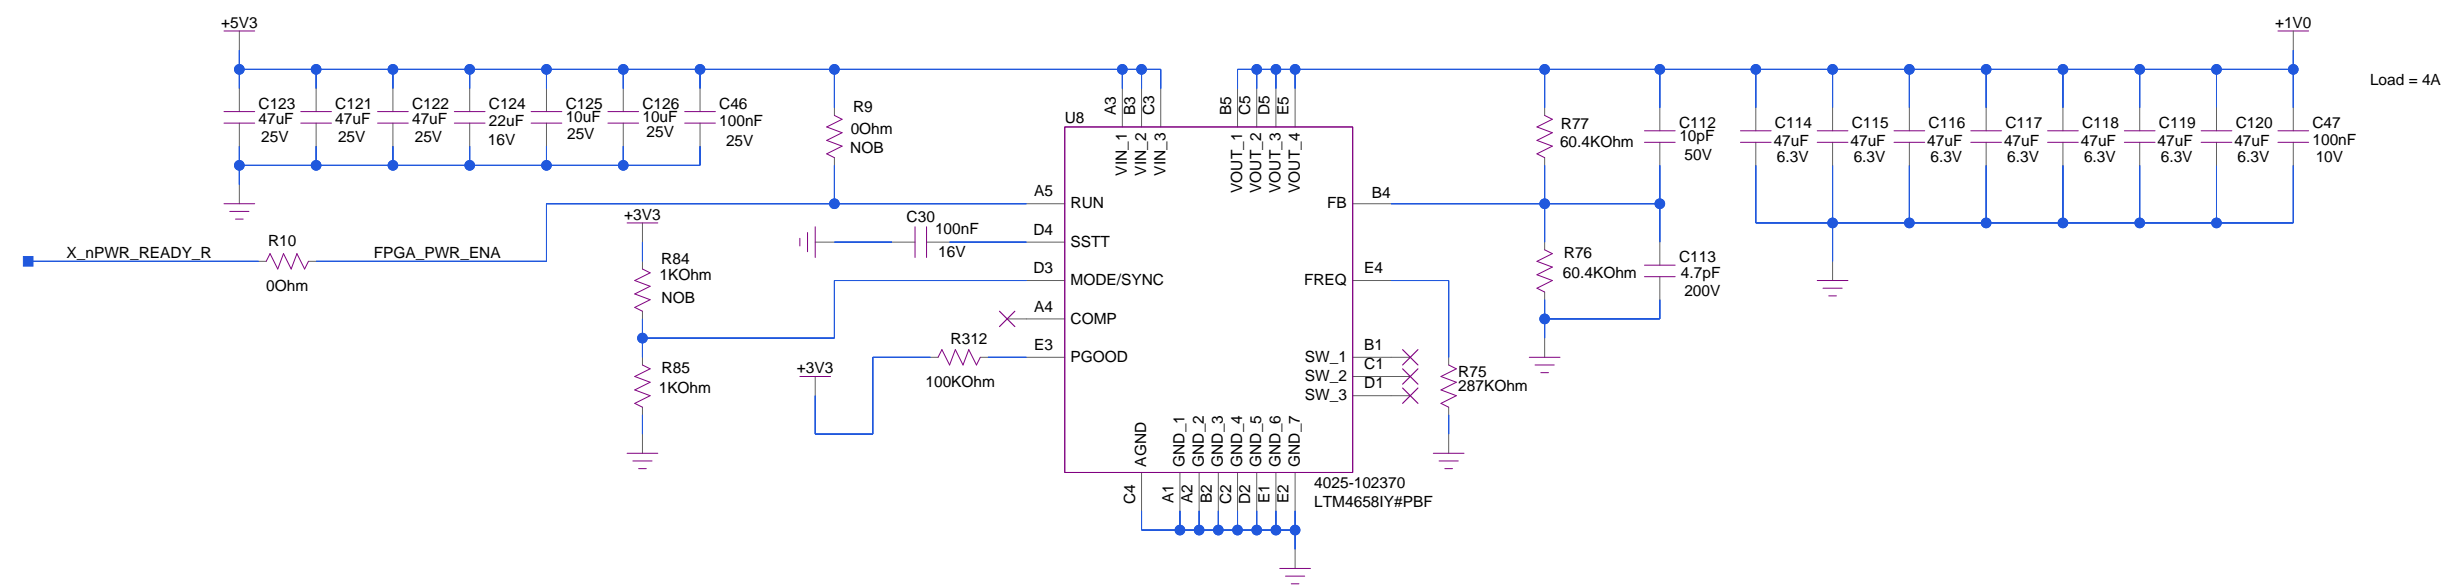 +5V3
+1V0
Load = 4A
C123
47uF
25V
C121
47uF
25V
C122
47uF
25V
C124
22uF
16V
C125
10uF
25V
C126
10uF
25V
C46
100nF
25V
R9
0Ohm
NOB
A3
B3
C3
B5
C5
D5
E5
U8
VIN_1
VIN_2
VIN_3
VOUT_1
VOUT_2
VOUT_3
VOUT_4
R77
60.4KOhm
C112
10pF
50V
C114
47uF
6.3V
C115
47uF
6.3V
C116
47uF
6.3V
C117
47uF
6.3V
C118
47uF
6.3V
C119
47uF
6.3V
C120
47uF
6.3V
C47
100nF
10V
A5
RUN
FB
B4
+3V3
C30
100nF
16V
D4
SSTT
X_nPWR_READY_R
R10
0Ohm
FPGA_PWR_ENA
R84
1KOhm
NOB
D3
MODE/SYNC
FREQ
E4
R76
60.4KOhm
C113
4.7pF
200V
A4
COMP
R312
100KOhm
E3
PGOOD
+3V3
R85
1KOhm
SW_1
B1
SW_2
C1
SW_3
D1
R75
287KOhm
AGND
GND_1
GND_2
GND_3
GND_4
GND_5
GND_6
GND_7
C4
A1
A2
B2
C2
D2
E1
E2
4025-102370
LTM4658IY#PBF